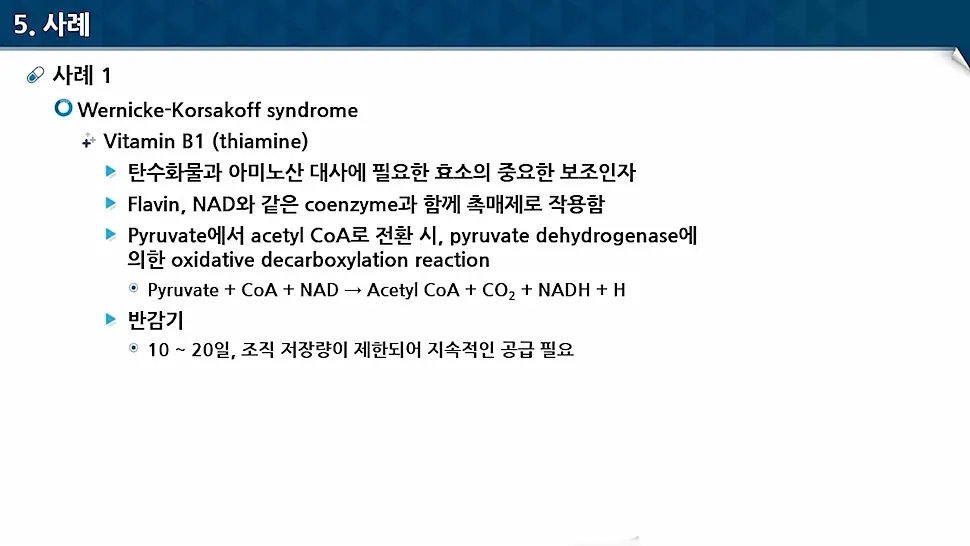 5. 사례
사례 1
Wernicke-Korsakoff syndrome
Vitamin B1 (thiamine)
탄수화물과 아미노산 대사에 필요한 효소의 중요한 보조인자
Flavin, NAD와 같은 coenzyme과 함께 촉매제로 작용함
Pyruvate에서 acetyl CoA로 전환 시, pyruvate dehydrogenase에
의한 oxidative decarboxylation reaction
Pyruvate + CoA + NAD → Acetyl CoA + CO₂ + NADH + H
반감기
10 ~ 20일, 조직 저장량이 제한되어 지속적인 공급 필요